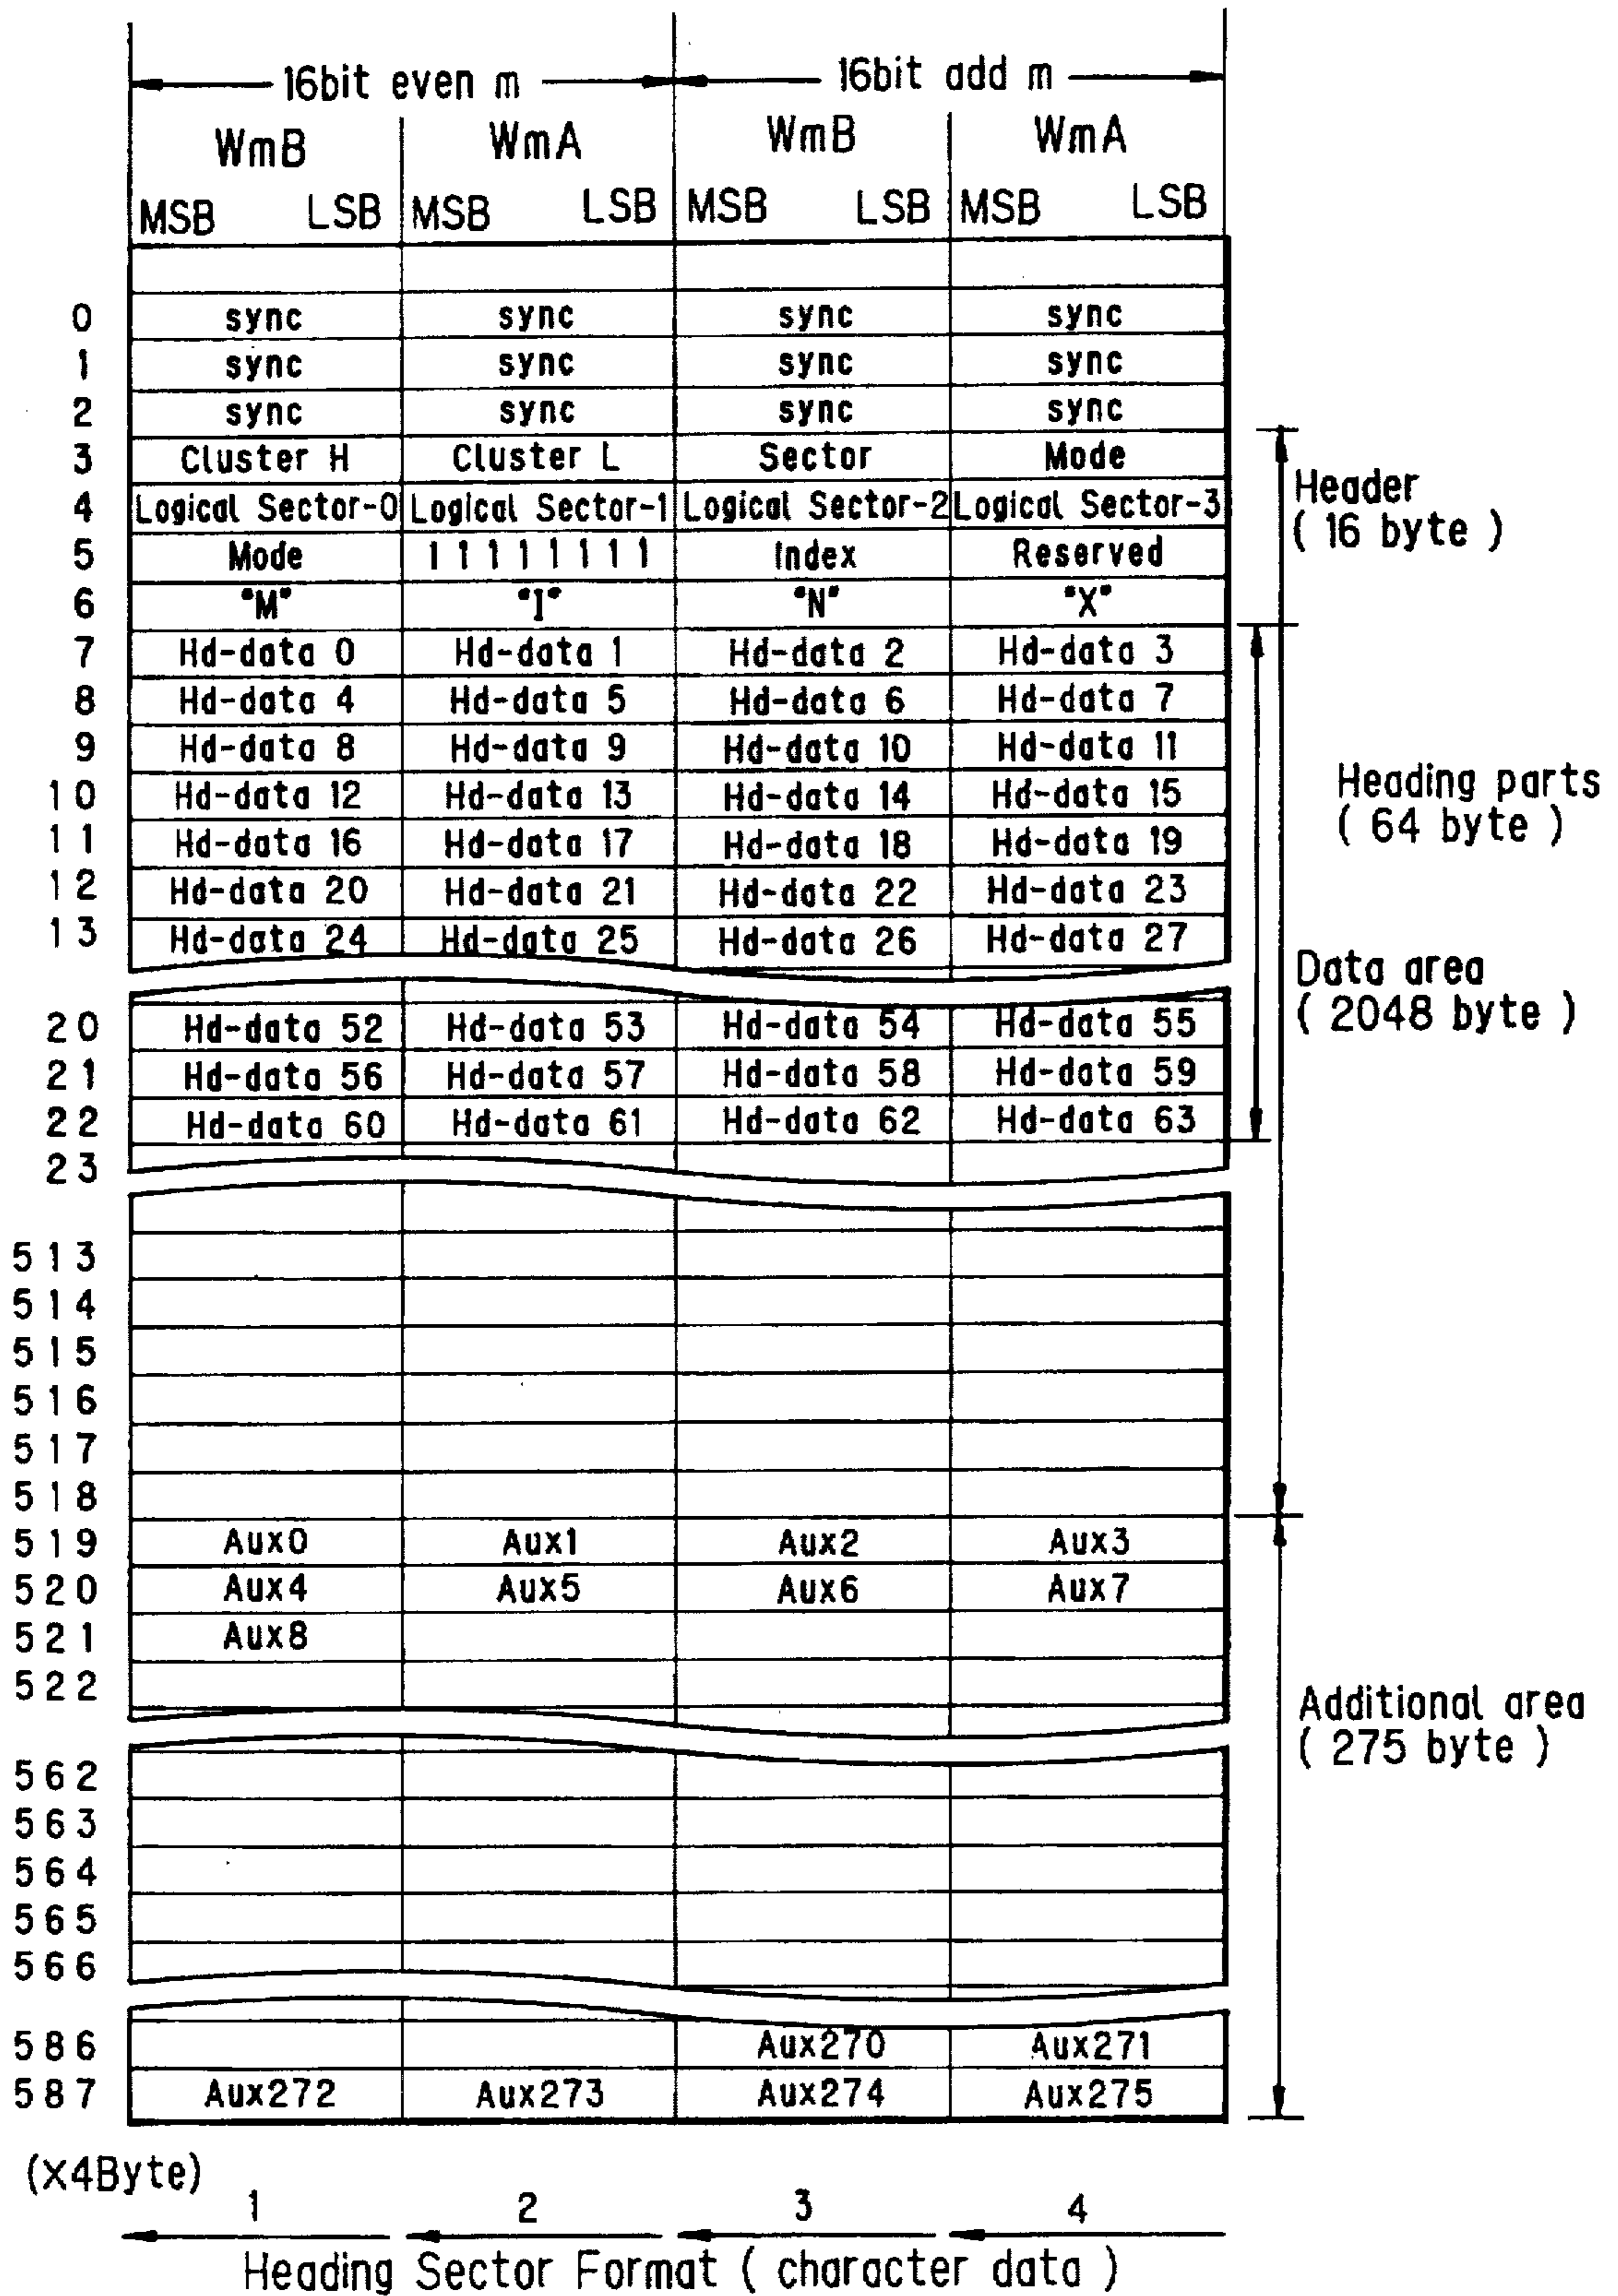 16bit even m 16bit add m
WmB WmA WmB WmA
MSB LSB MSB LSB MSB LSB MSB LSB
0 sync sync sync sync
1 sync sync sync sync
2 sync sync sync sync
3 Cluster H Cluster L Sector Mode
4 Logical Sector-0 Logical Sector-1 Logical Sector-2 Logical Sector-3
Header
( 16 byte )
5 Mode 1 1 1 1 1 1 1 1 Index Reserved
6 "M" "I" "N" "X"
7 Hd-data 0 Hd-data 1 Hd-data 2 Hd-data 3
8 Hd-data 4 Hd-data 5 Hd-data 6 Hd-data 7
9 Hd-data 8 Hd-data 9 Hd-data 10 Hd-data 11
10 Hd-data 12 Hd-data 13 Hd-data 14 Hd-data 15
Heading parts
( 64 byte )
11 Hd-data 16 Hd-data 17 Hd-data 18 Hd-data 19
12 Hd-data 20 Hd-data 21 Hd-data 22 Hd-data 23
13 Hd-data 24 Hd-data 25 Hd-data 26 Hd-data 27
Data area
( 2048 byte )
20 Hd-data 52 Hd-data 53 Hd-data 54 Hd-data 55
21 Hd-data 56 Hd-data 57 Hd-data 58 Hd-data 59
22 Hd-data 60 Hd-data 61 Hd-data 62 Hd-data 63
23
513
514
515
516
517
518
519 Aux0 Aux1 Aux2 Aux3
520 Aux4 Aux5 Aux6 Aux7
521 Aux8
522
Additional area
( 275 byte )
562
563
564
565
566
586 Aux270 Aux271
587 Aux272 Aux273 Aux274 Aux275
(X4Byte)
1 2 3 4
Heading Sector Format ( character data )